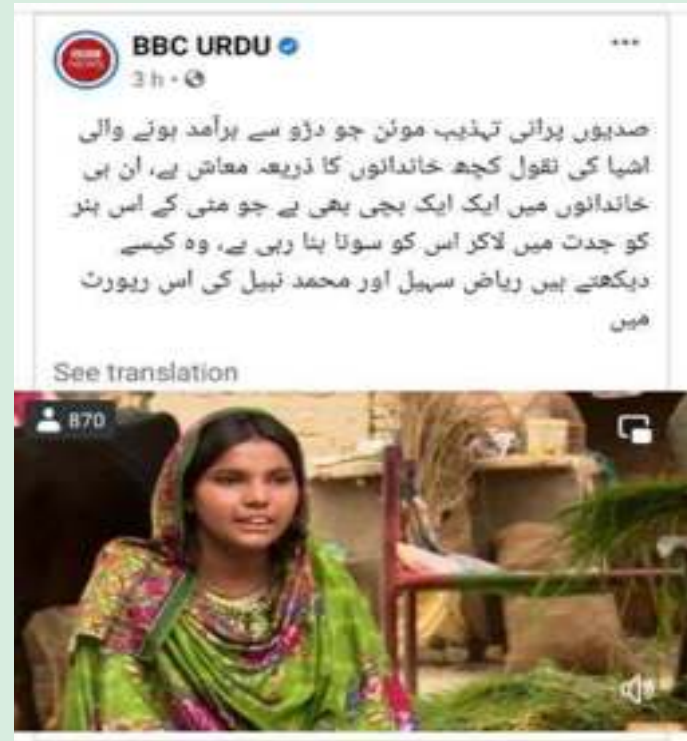 BBC URDU
3 h
صدیوں پرانی تہذیب موئن جو دڑو سے برآمد ہونے والی
اشیا کی نقول کچھ خاندانوں کا ذریعہ معاش ہے، ان ہی
خاندانوں میں ایک ایک بچی بھی ہے جو مٹی کے اس ہنر
کو جدت میں لاکر اس کو سونا بنا رہی ہے، وہ کیسے
دیکھتے ہیں ریاض سہیل اور محمد نبیل کی اس رپورٹ
میں
See translation
870